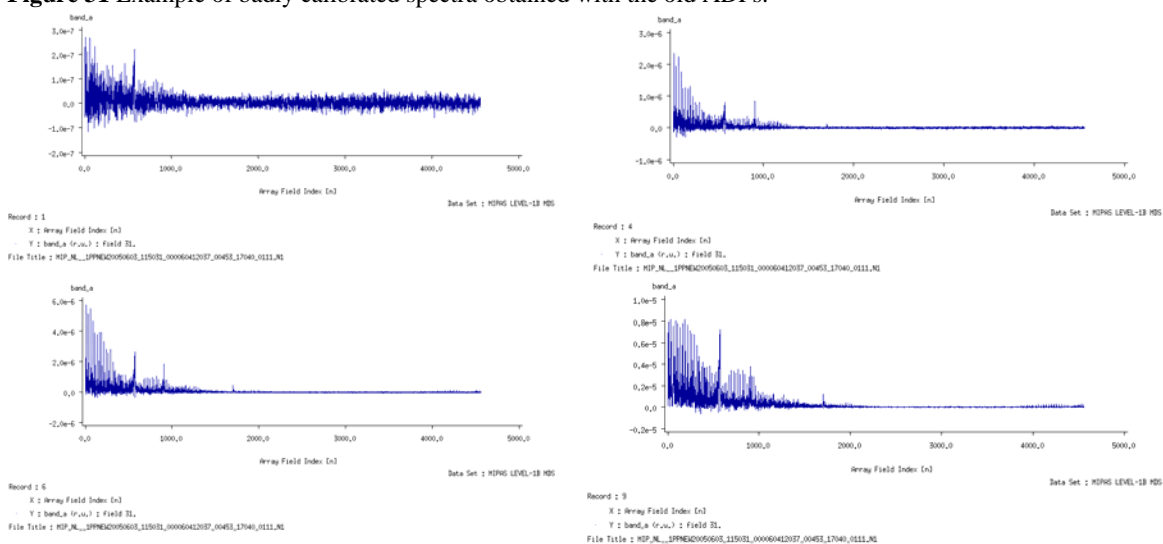 Figure 31 Example of badly calibrated spectra obtained with the old ADFs.
band_a
3,0e-7
2,0e-7
1,0e-7
0,0
-1,0e-7
-2,0e-7
0,0 1000,0 2000,0 3000,0 4000,0 5000,0
Array Field Index [n]
Data Set : MIPAS LEVEL-1B MDS
Record : 1
X : Array Field Index [n]
Y : band_a (r.u.) : Field 31.
File Title : MIP_NL__1PPNEW20050603_115031_000060412037_00453_17040_0111.N1
band_a
3,0e-6
2,0e-6
1,0e-6
0,0
-1,0e-6
0,0 1000,0 2000,0 3000,0 4000,0 5000,0
Array Field Index [n]
Data Set : MIPAS LEVEL-1B MDS
Record : 4
X : Array Field Index [n]
Y : band_a (r.u.) : Field 31.
File Title : MIP_NL__1PPNEW20050603_115031_000060412037_00453_17040_0111.N1
band_a
6,0e-6
4,0e-6
2,0e-6
0,0
-2,0e-6
0,0 1000,0 2000,0 3000,0 4000,0 5000,0
Array Field Index [n]
Data Set : MIPAS LEVEL-1B MDS
Record : 6
X : Array Field Index [n]
Y : band_a (r.u.) : Field 31.
File Title : MIP_NL__1PPNEW20050603_115031_000060412037_00453_17040_0111.N1
band_a
1,0e-5
0,8e-5
0,6e-5
0,4e-5
0,2e-5
0,0
-0,2e-5
0,0 1000,0 2000,0 3000,0 4000,0 5000,0
Array Field Index [n]
Data Set : MIPAS LEVEL-1B MDS
Record : 9
X : Array Field Index [n]
Y : band_a (r.u.) : Field 31.
File Title : MIP_NL__1PPNEW20050603_115031_000060412037_00453_17040_0111.N1